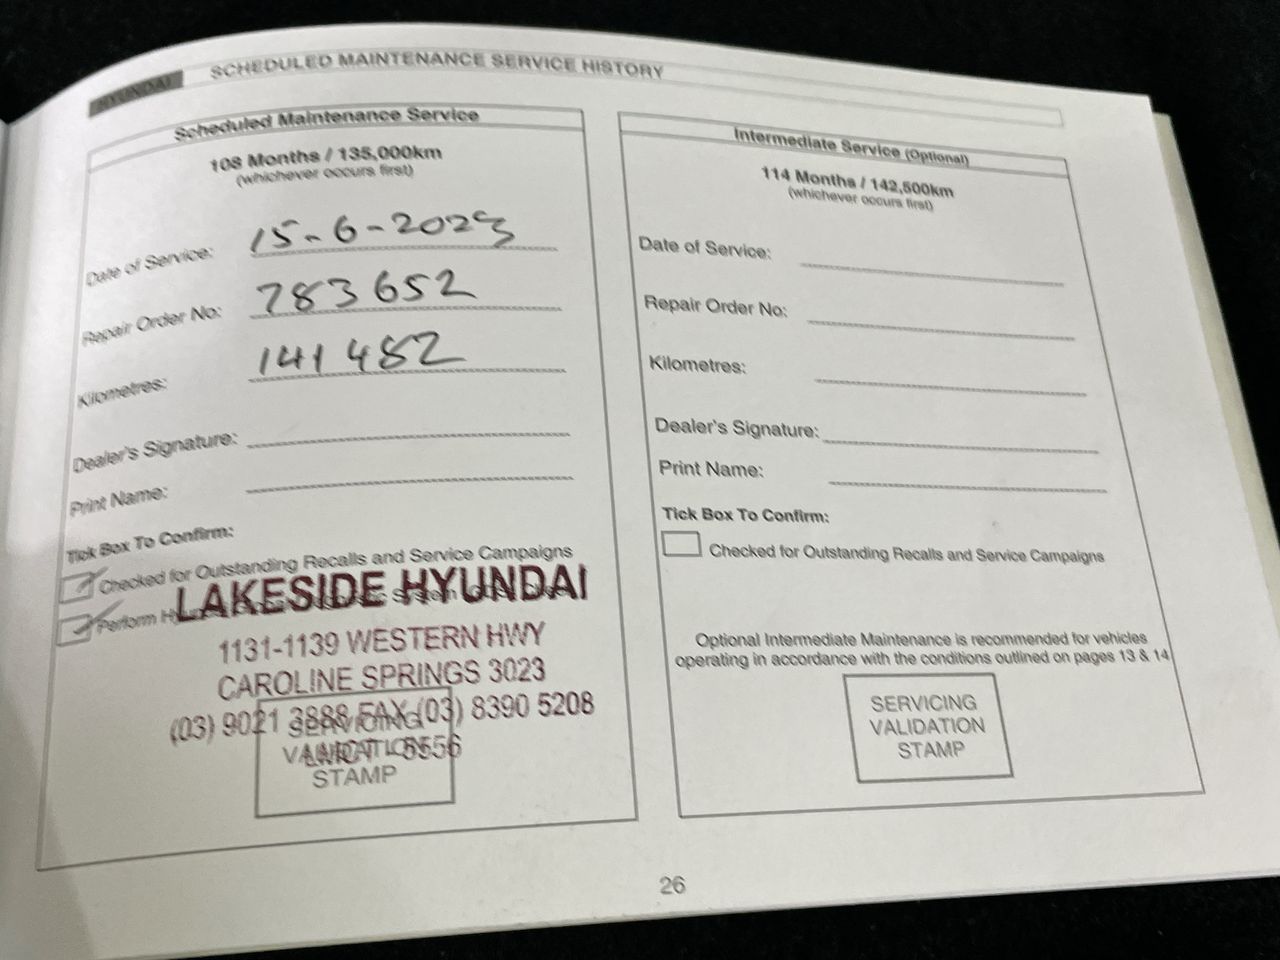 HYUNDAI SCHEDULED MAINTENANCE SERVICE HISTORY
Scheduled Maintenance Service
108 Months / 135,000km
(whichever occurs first)
Date of Service: 15-6-2023
Repair Order No: 783652
Kilometres: 141482
Dealer's Signature:
Print Name:
Tick Box To Confirm:
Checked for Outstanding Recalls and Service Campaigns
Perform
LAKESIDE HYUNDAI
1131-1139 WESTERN HWY
CAROLINE SPRINGS 3023
(03) 9021 3888 FAX (03) 8390 5208
SERVICING
VALIDATION
STAMP
Intermediate Service (Optional)
114 Months / 142,500km
(whichever occurs first)
Date of Service:
Repair Order No:
Kilometres:
Dealer's Signature:
Print Name:
Tick Box To Confirm:
Checked for Outstanding Recalls and Service Campaigns
Optional Intermediate Maintenance is recommended for vehicles
operating in accordance with the conditions outlined on pages 13 & 14
SERVICING
VALIDATION
STAMP
26